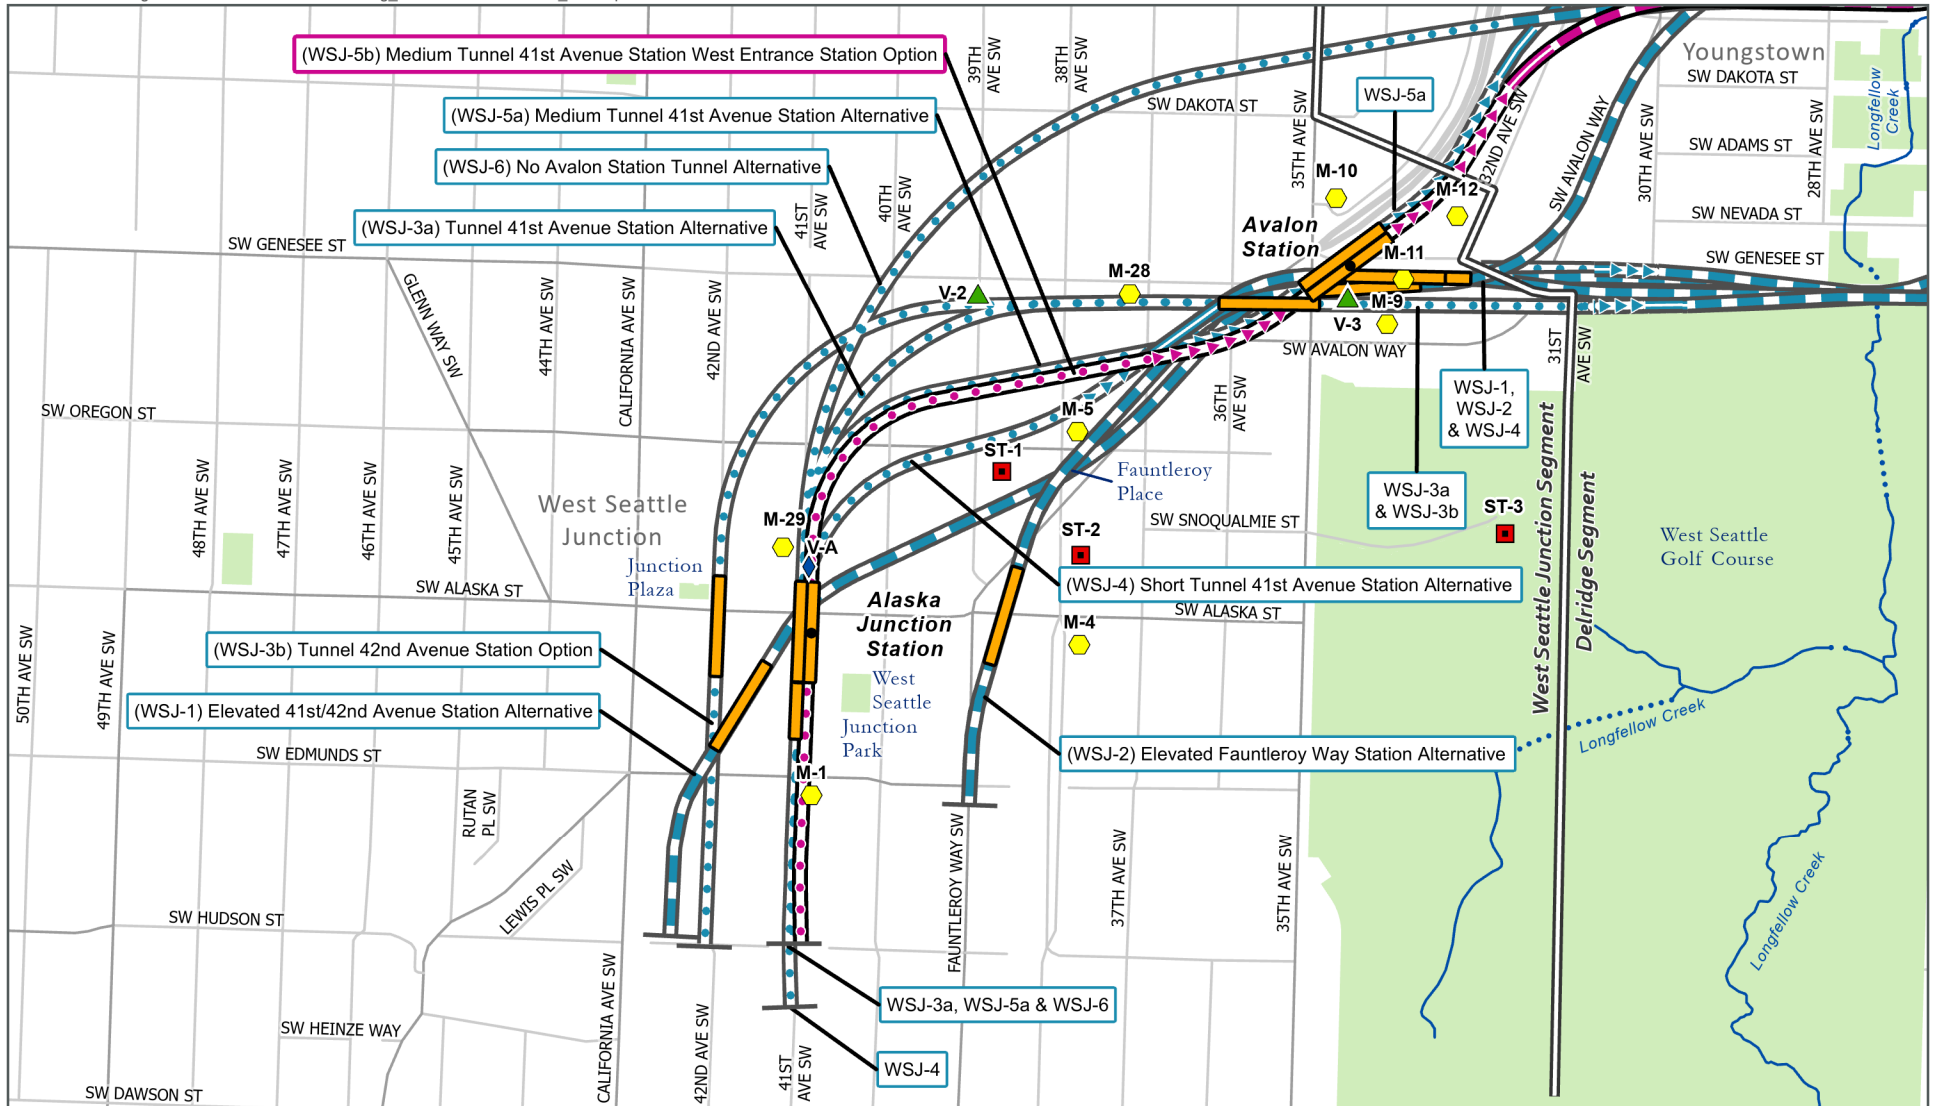 (WSJ-5b) Medium Tunnel 41st Avenue Station West Entrance Station Option
39TH
AVE SW
38TH
AVE SW
Youngstown
SW DAKOTA ST
(WSJ-5a) Medium Tunnel 41st Avenue Station Alternative
SW DAKOTA ST
WSJ-5a
35TH AVE SW
32ND AVE SW
SW AVALON WAY
30TH AVE SW
28TH AVE SW
Longfellow
Creek
SW ADAMS ST
(WSJ-6) No Avalon Station Tunnel Alternative
M-10
M-12
40TH
AVE SW
41ST
AVE SW
(WSJ-3a) Tunnel 41st Avenue Station Alternative
SW NEVADA ST
Avalon
Station
SW GENESEE ST
M-11
SW GENESEE ST
GLENN WAY SW
44TH AVE SW
CALIFORNIA AVE SW
42ND AVE SW
V-2
M-28
M-9
V-3
SW AVALON WAY
31ST
AVE SW
36TH
AVE SW
WSJ-1,
WSJ-2
& WSJ-4
SW OREGON ST
M-5
ST-1
Fauntleroy
Place
WSJ-3a
& WSJ-3b
48TH AVE SW
47TH AVE SW
46TH AVE SW
45TH AVE SW
West Seattle
Junction
M-29
V-A
ST-2
SW SNOQUALMIE ST
ST-3
West Seattle Junction Segment
Delridge Segment
West Seattle
Golf Course
Junction
Plaza
SW ALASKA ST
(WSJ-4) Short Tunnel 41st Avenue Station Alternative
Alaska
Junction
Station
SW ALASKA ST
M-4
50TH AVE SW
49TH AVE SW
(WSJ-3b) Tunnel 42nd Avenue Station Option
West
Seattle
Junction
Park
(WSJ-1) Elevated 41st/42nd Avenue Station Alternative
Longfellow Creek
(WSJ-2) Elevated Fauntleroy Way Station Alternative
SW EDMUNDS ST
M-1
RUTAN
PL SW
LEWIS PL SW
FAUNTLEROY WAY SW
37TH AVE SW
35TH AVE SW
Longfellow Creek
SW HUDSON ST
CALIFORNIA AVE SW
42ND AVE SW
41ST
AVE SW
WSJ-3a, WSJ-5a & WSJ-6
SW HEINZE WAY
WSJ-4
SW DAWSON ST